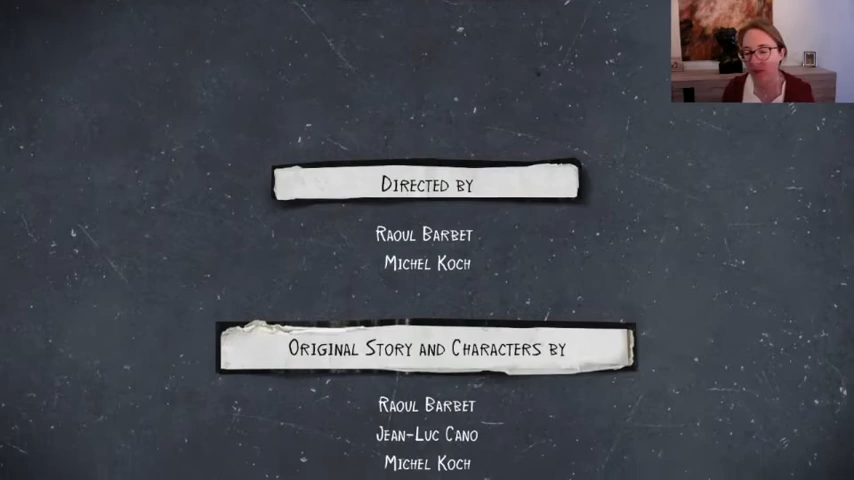 Directed by
Raoul Barbet
Michel Koch
Original Story and Characters by
Raoul Barbet
Jean-Luc Cano
Michel Koch